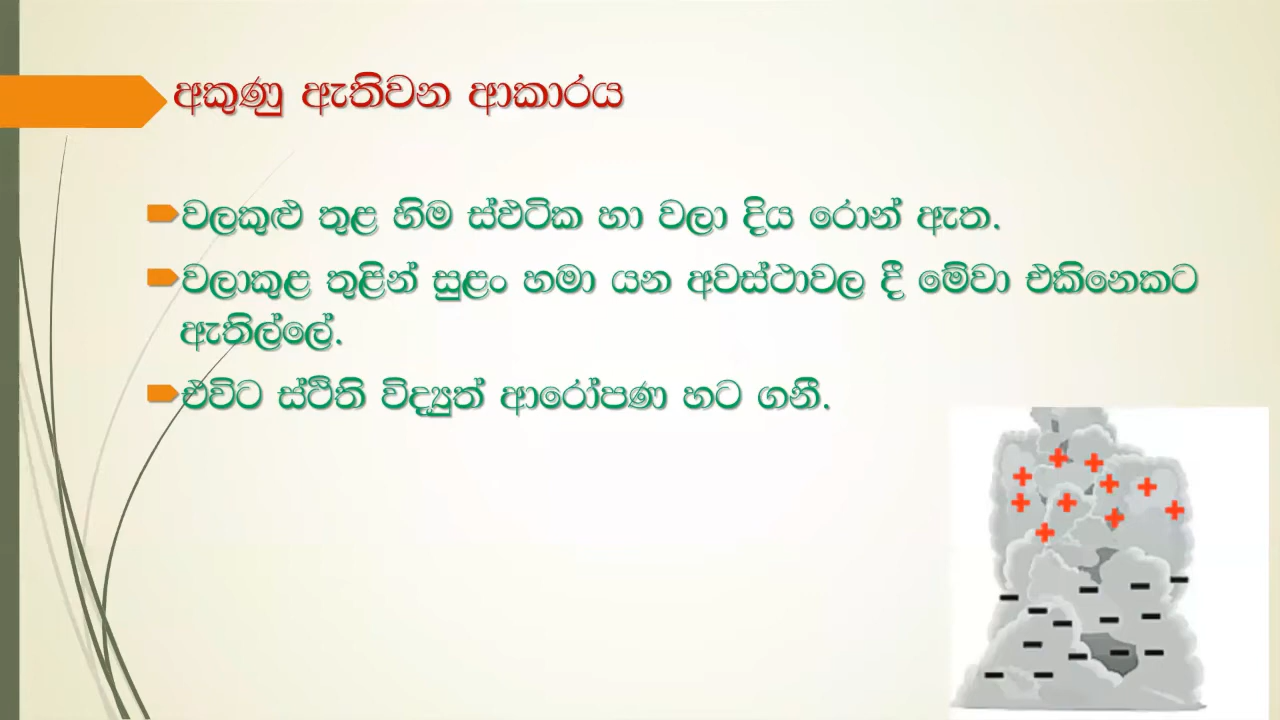 අකුණු ඇතිවන ආකාරය
වලකුළු තුළ හිම ස්ඵටික හා වලා දිය රොන් ඇත.
වලාකුළ තුළින් සුළං හමා යන අවස්ථාවල දී මේවා එකිනෙකට
ඇතිල්ලේ.
එවිට ස්ථිති විද්‍යුත් ආරෝපණ හට ගනී.